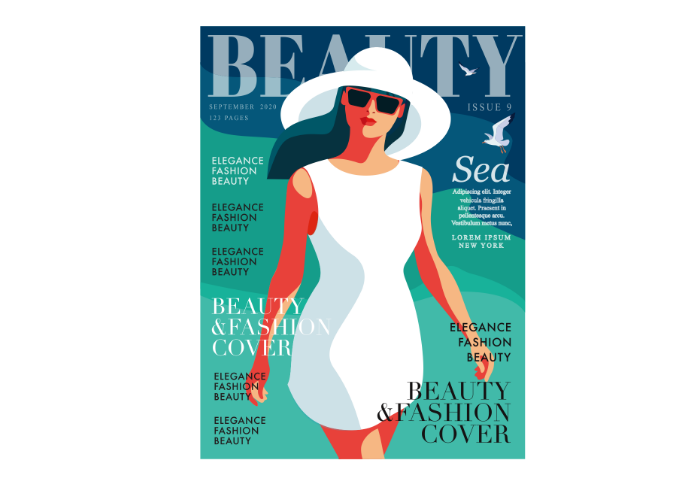 BEAUTY
SEPTEMBER 2020
123 PAGES
ISSUE 9
ELEGANCE
FASHION
BEAUTY
Sea
Adipiscing elit. Integer
vehicula fringilla
aliquet. Praesent in
pellentesque arcu.
Vestibulum metus nunc,
LOREM IPSUM
NEW YORK
ELEGANCE
FASHION
BEAUTY
ELEGANCE
FASHION
BEAUTY
BEAUTY
&FASHION
COVER
ELEGANCE
FASHION
BEAUTY
ELEGANCE
FASHION
BEAUTY
BEAUTY
&FASHION
COVER
ELEGANCE
FASHION
BEAUTY